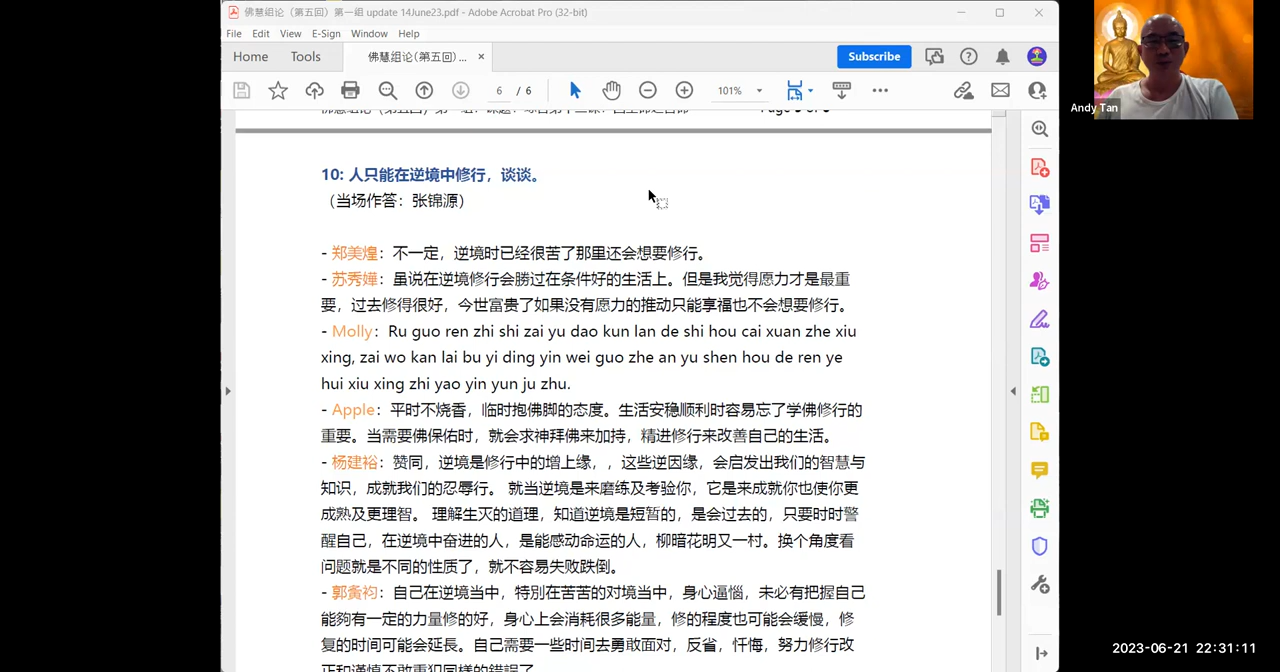 佛慧组论（第五回）第一组 update 14June23.pdf - Adobe Acrobat Pro (32-bit)
File Edit View E-Sign Window Help
Home Tools 佛慧组论(第五回) ... × Subscribe
6 / 6 101%
Andy Tan
10: 人只能在逆境中修行，谈谈。
（当场作答：张锦源）
- 郑美煌：不一定，逆境时已经很苦了那里还会想要修行。
- 苏秀嬅：虽说在逆境修行会勝过在条件好的生活上。但是我觉得愿力才是最重
要，过去修得很好，今世富贵了如果没有愿力的推动只能享福也不会想要修行。
- Molly：Ru guo ren zhi shi zai yu dao kun lan de shi hou cai xuan zhe xiu
xing, zai wo kan lai bu yi ding yin wei guo zhe an yu shen hou de ren ye
hui xiu xing zhi yao yin yun ju zhu.
- Apple：平时不烧香，临时抱佛脚的态度。生活安稳顺利时容易忘了学佛修行的
重要。当需要佛保佑时，就会求神拜佛来加持，精进修行来改善自己的生活。
- 杨建裕：赞同，逆境是修行中的增上缘，，这些逆因缘，会启发出我们的智慧与
知识，成就我们的忍辱行。 就当逆境是来磨练及考验你，它是来成就你也使你更
成熟及更理智。 理解生灭的道理，知道逆境是短暂的，是会过去的，只要时时警
醒自己，在逆境中奋进的人，是能感动命运的人，柳暗花明又一村。换个角度看
问题就是不同的性质了，就不容易失败跌倒。
- 郭夤袀：自己在逆境当中，特別在苦苦的对境当中，身心逼恼，未必有把握自己
能夠有一定的力量修的好，身心上会消耗很多能量，修的程度也可能会缓慢，修
复的时间可能会延長。自己需要一些时间去勇敢面对，反省，忏悔，努力修行改
正和谨慎不敢重犯同样的錯誤了
2023-06-21 22:31:11